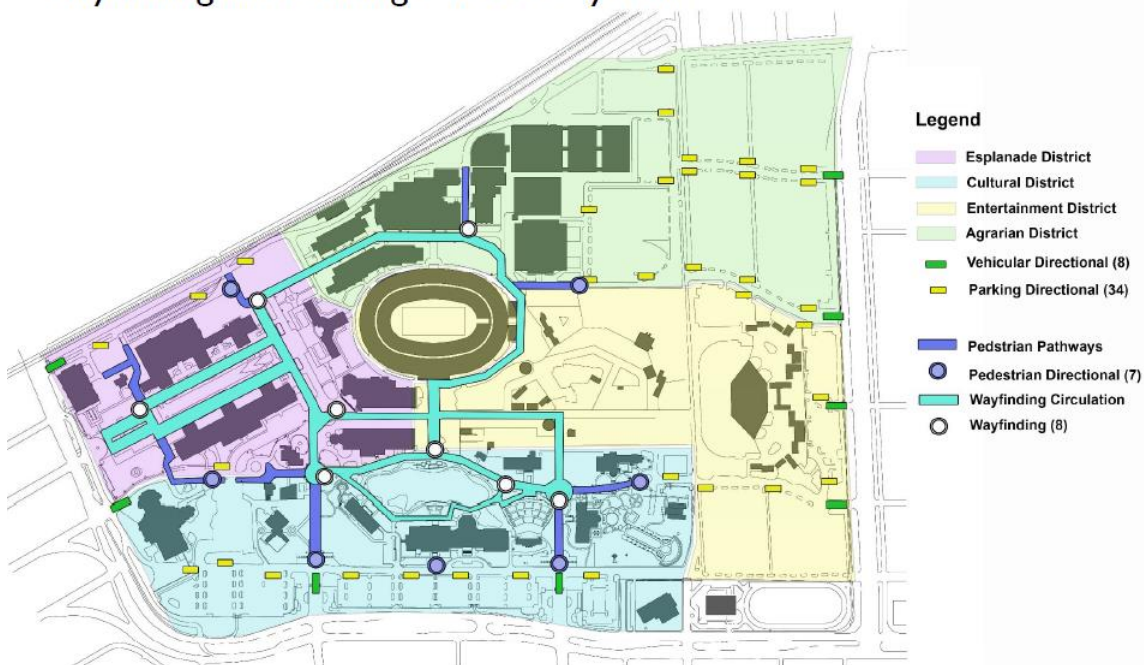 Legend
Esplanade District
Cultural District
Entertainment District
Agrarian District
Vehicular Directional (8)
Parking Directional (34)
Pedstrian Pathways
Pedestrian Directional (7)
Wayfinding Circulation
Wayfinding (8)